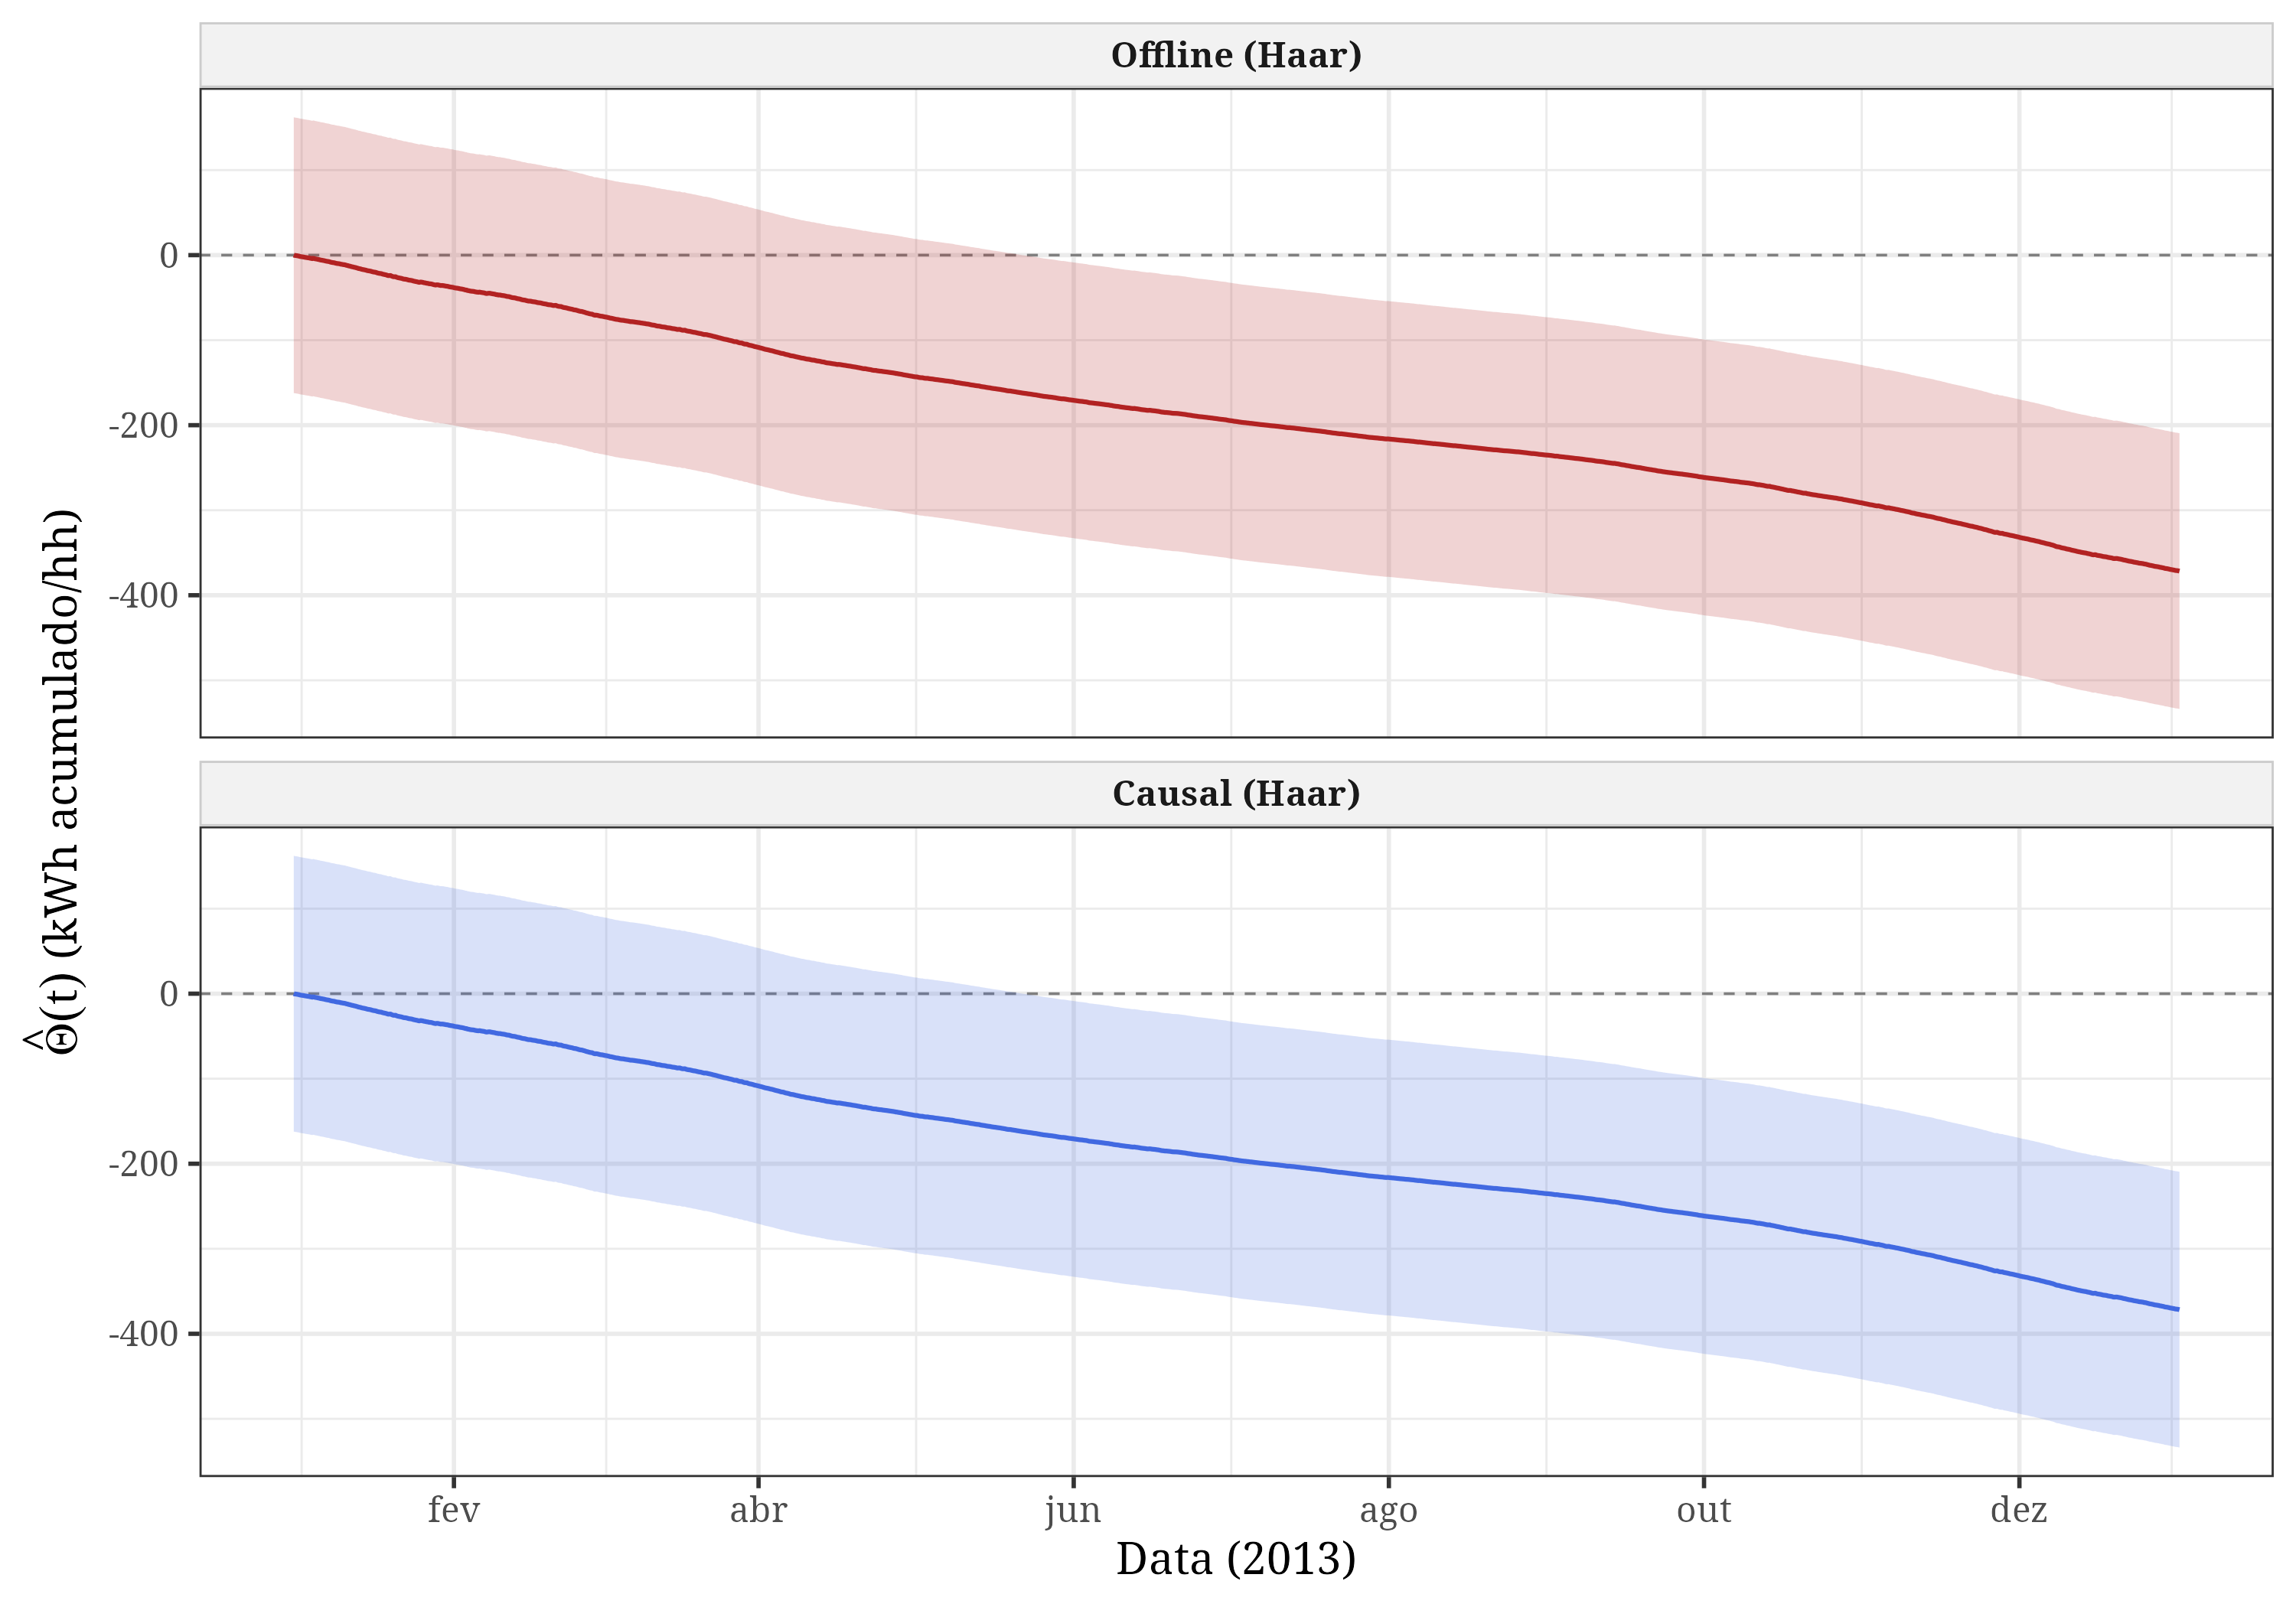 Offline (Haar)
0
-200
-400
Causal (Haar)
0
-200
-400
fev abr jun ago out dez
Data (2013)
Θ̂(t) (kWh acumulado/hh)